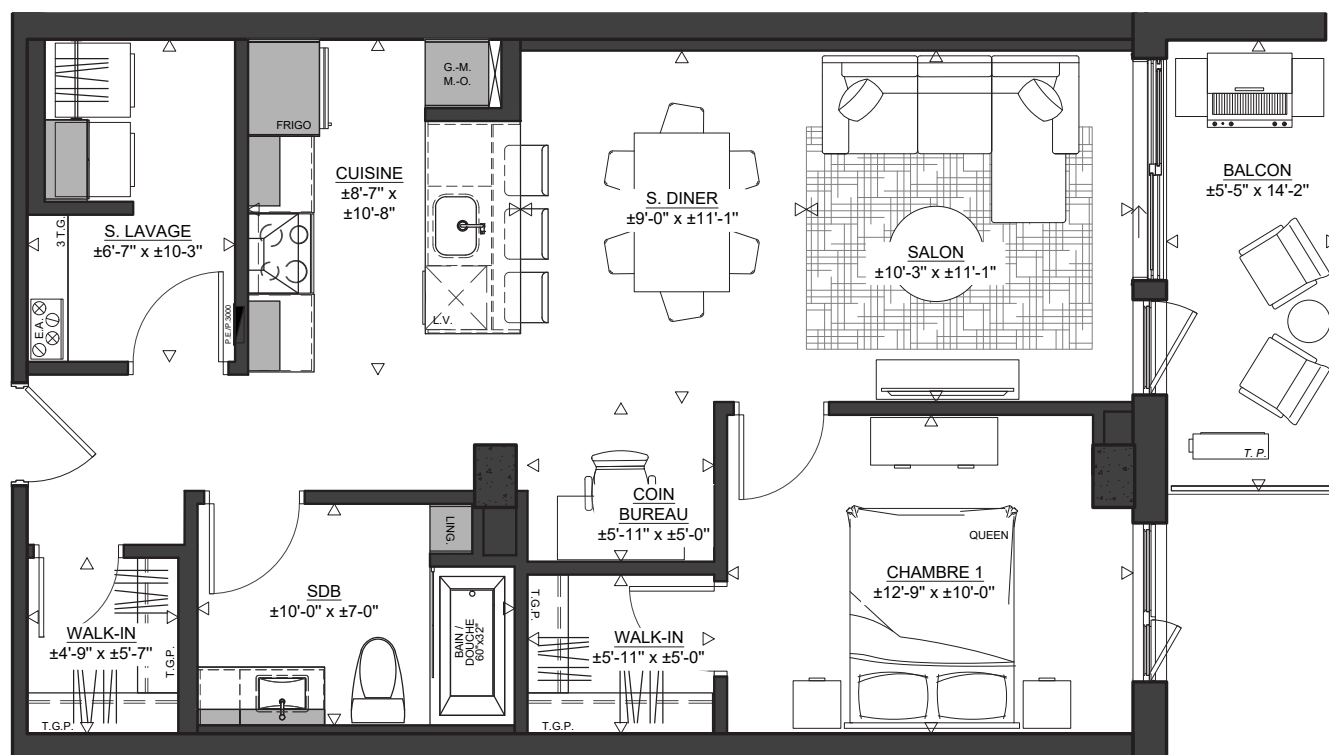 G.-M.
M.-O.
FRIGO
CUISINE
±8'-7" x
±10'-8"
S. LAVAGE
±6'-7" x ±10-3"
3 T.G.
E.A.
P.E./P.3000
L.V.
S. DINER
±9'-0" x ±11'-1"
SALON
±10'-3" x ±11'-1"
BALCON
±5'-5" x 14'-2"
T. P.
COIN
BUREAU
±5'-11" x ±5'-0"
LING.
QUEEN
CHAMBRE 1
±12'-9" x ±10'-0"
SDB
±10'-0" x ±7-0"
BAIN /
DOUCHE
60"x32"
WALK-IN
±4'-9" x ±5'-7"
T.G.P.
T.G.P.
T.G.P.
WALK-IN
±5'-11" x ±5'-0"
T.G.P.